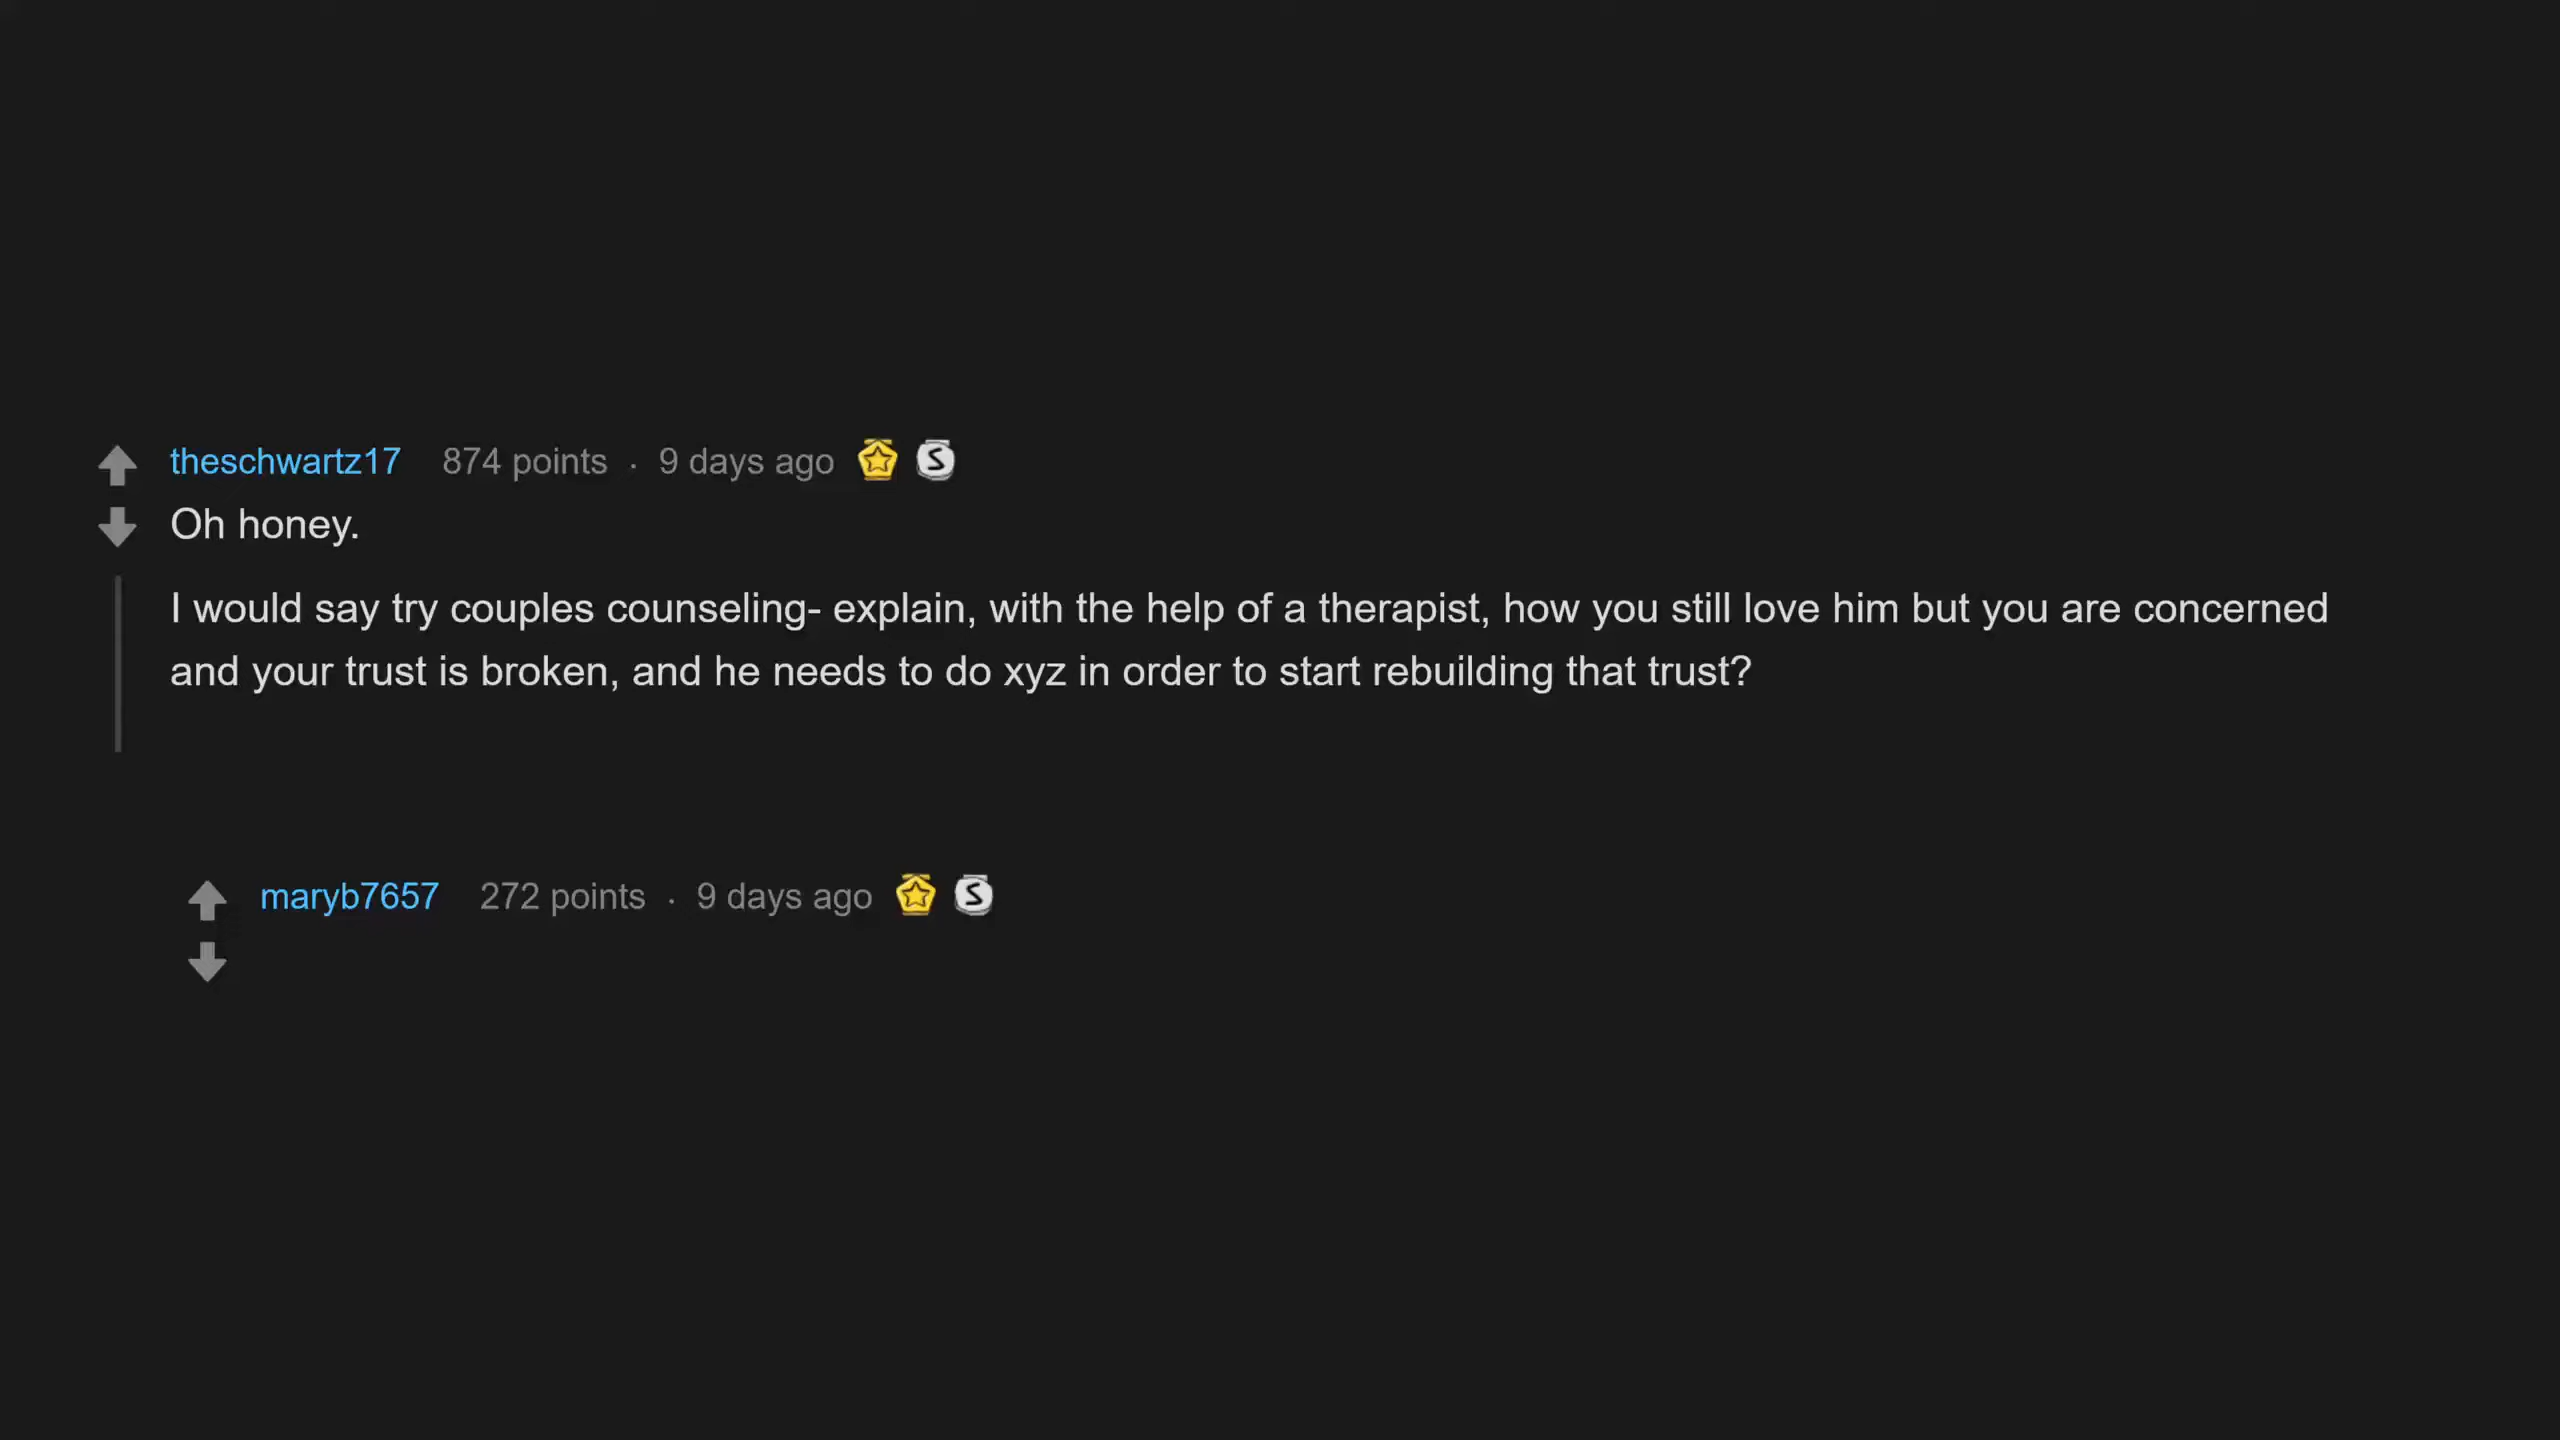 theschwartz17 874 points · 9 days ago S
Oh honey.
I would say try couples counseling- explain, with the help of a therapist, how you still love him but you are concerned
and your trust is broken, and he needs to do xyz in order to start rebuilding that trust?
maryb7657 272 points · 9 days ago S